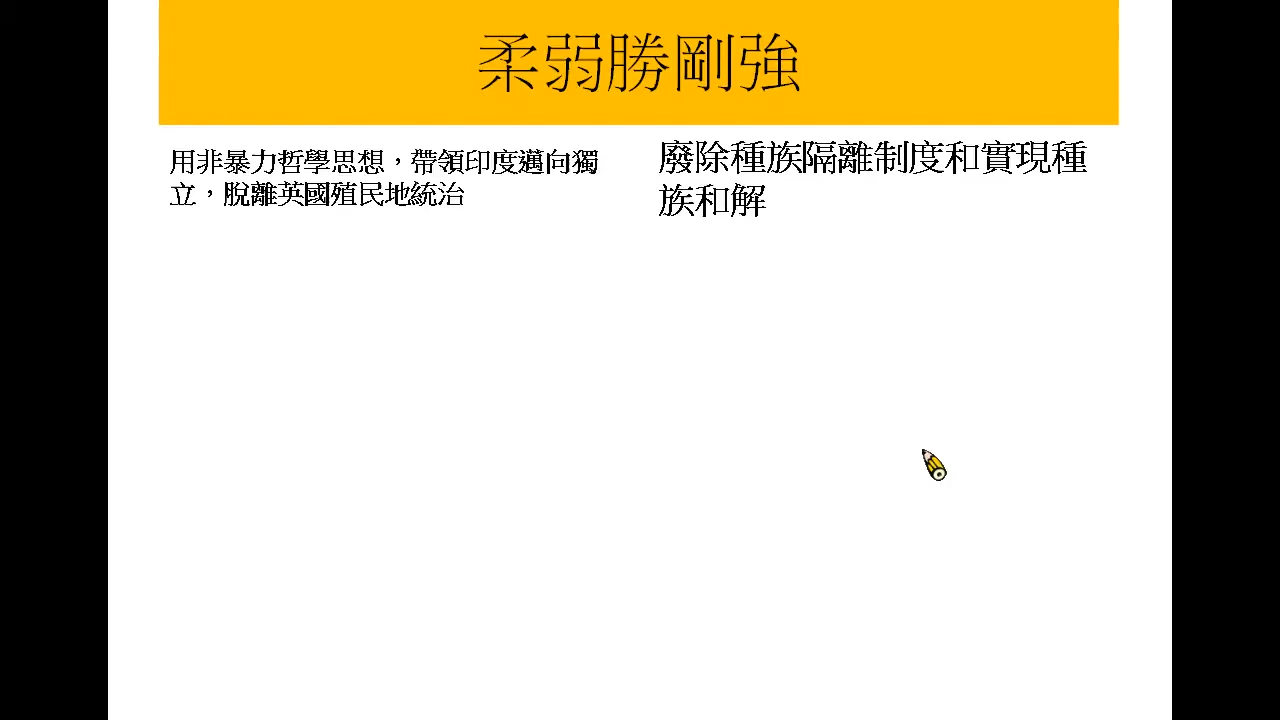 柔弱勝剛強
用非暴力哲學思想，帶領印度邁向獨
立，脫離英國殖民地統治
廢除種族隔離制度和實現種
族和解